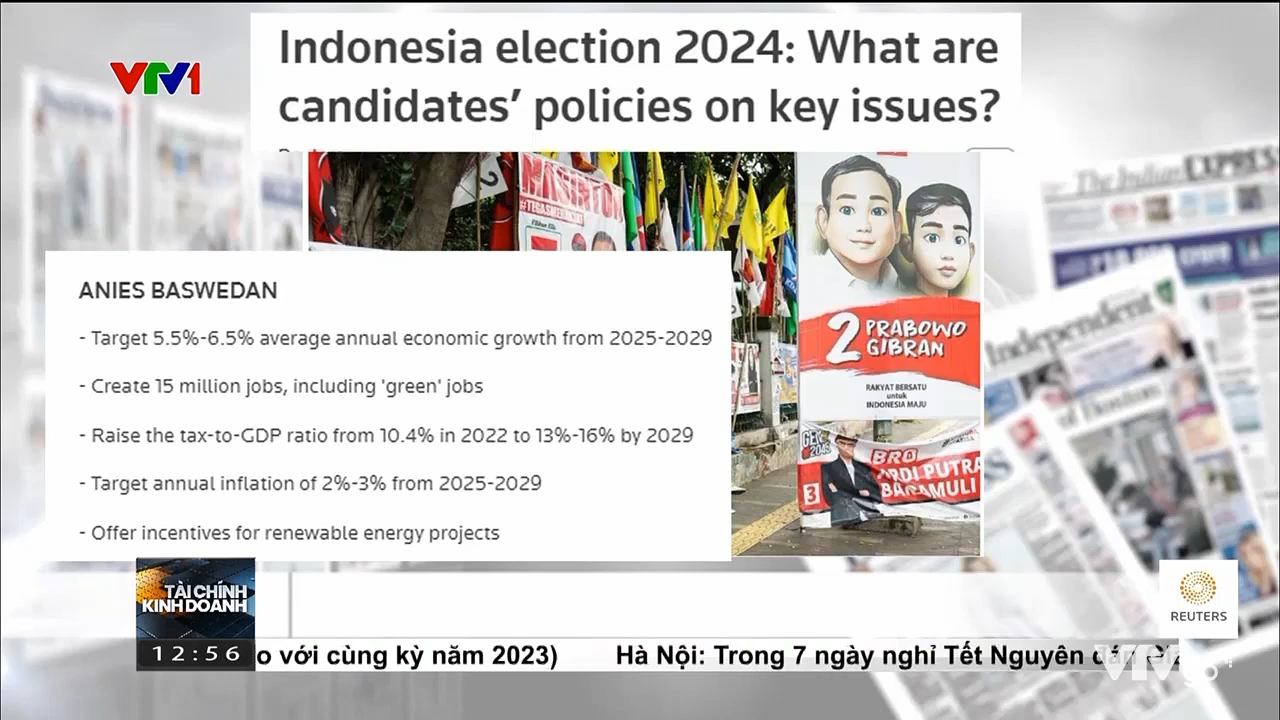 Indonesia election 2024: What are
candidates' policies on key issues?
VTV1
The Indian EXPRES
Independent
MASINTON
2
PRABOWO
GIBRAN
RAKYAT BERSATU
untuk
INDONESIA MAJU
BRO
ARDI PUTRA
BAGAMULI
3
ANIES BASWEDAN
- Target 5.5%-6.5% average annual economic growth from 2025-2029
- Create 15 million jobs, including 'green' jobs
- Raise the tax-to-GDP ratio from 10.4% in 2022 to 13%-16% by 2029
- Target annual inflation of 2%-3% from 2025-2029
- Offer incentives for renewable energy projects
TÀI CHÍNH
KINH DOANH
REUTERS
12:56
o với cùng kỳ năm 2023) Hà Nội: Trong 7 ngày nghỉ Tết Nguyên